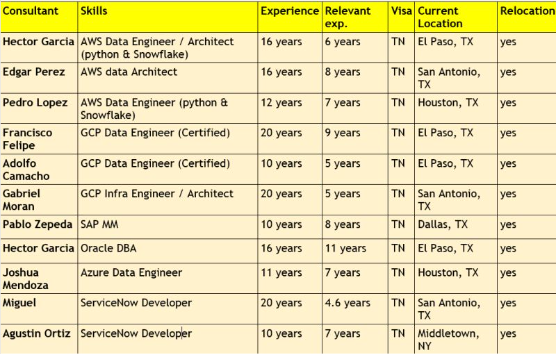 Consultant Skills Experience Relevant exp. Visa Current Location Relocation
Hector Garcia AWS Data Engineer / Architect (python & Snowflake) 16 years 6 years TN El Paso, TX yes
Edgar Perez AWS data Architect 16 years 8 years TN San Antonio, TX yes
Pedro Lopez AWS Data Engineer (python & Snowflake) 12 years 7 years TN Houston, TX yes
Francisco Felipe GCP Data Engineer (Certified) 20 years 9 years TN El Paso, TX yes
Adolfo Camacho GCP Data Engineer (Certified) 10 years 5 years TN El Paso, TX yes
Gabriel Moran GCP Infra Engineer / Architect 20 years 5 years TN San Antonio, TX yes
Pablo Zepeda SAP MM 10 years 8 years TN Dallas, TX yes
Hector Garcia Oracle DBA 16 years 11 years TN El Paso, TX yes
Joshua Mendoza Azure Data Engineer 11 years 7 years TN Houston, TX yes
Miguel ServiceNow Developer 20 years 4.6 years TN San Antonio, TX yes
Agustin Ortiz ServiceNow Developer 10 years 7 years TN Middletown, NY yes